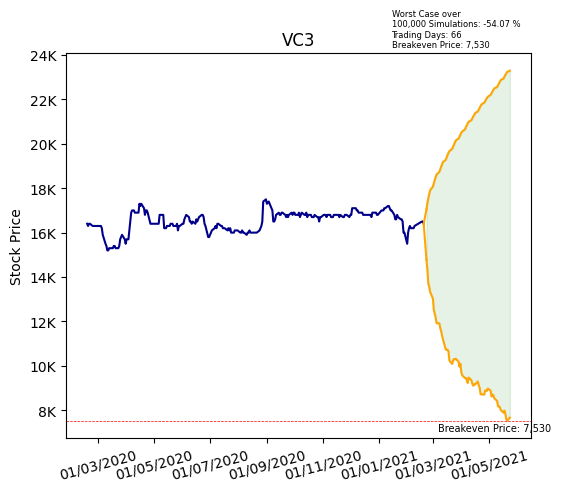 Worst Case over
100,000 Simulations: -54.07 %
Trading Days: 66
Breakeven Price: 7,530
VC3
24K
22K
20K
18K
16K
14K
12K
10K
8K
Stock Price
Breakeven Price: 7,530
01/03/2020
01/05/2020
01/07/2020
01/09/2020
01/11/2020
01/01/2021
01/03/2021
01/05/2021